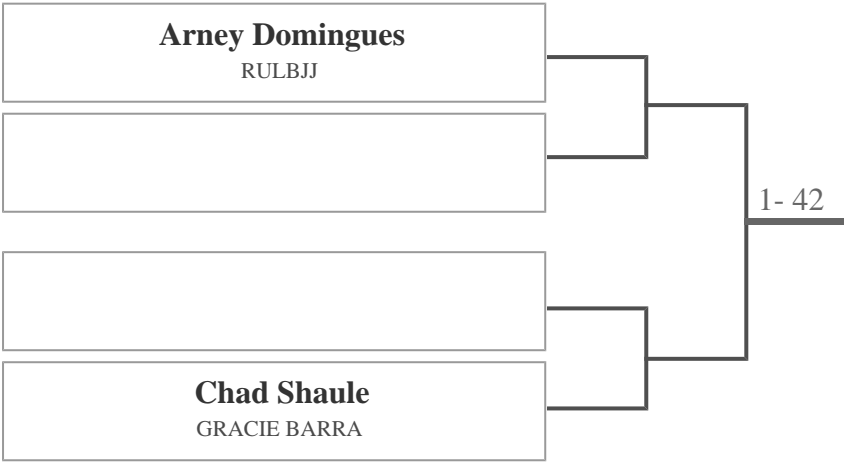 Arney Domingues
RULBJJ
1- 42
Chad Shaule
GRACIE BARRA